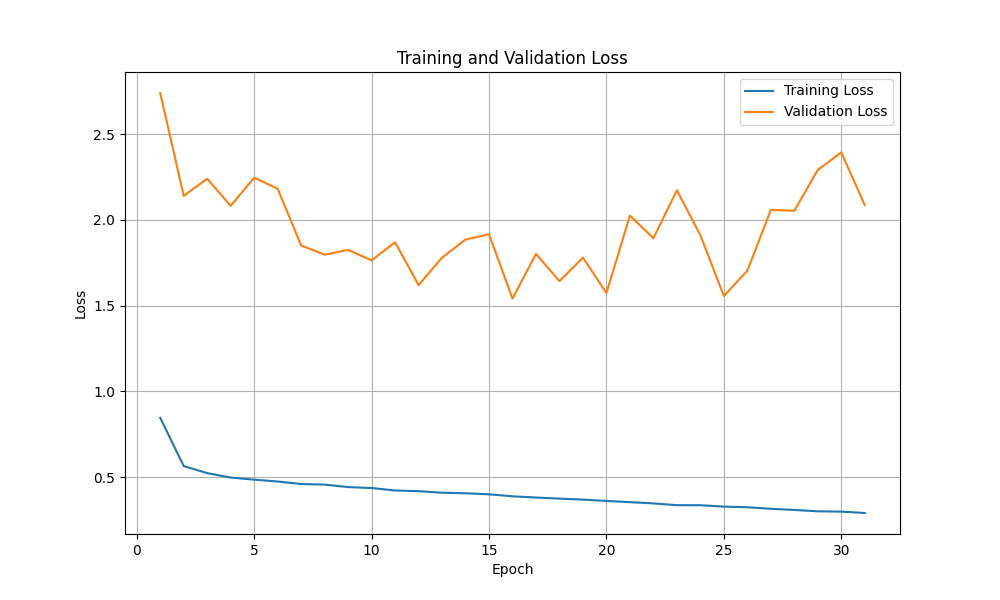 Training and Validation Loss
Training Loss
Validation Loss
Loss
2.5
2.0
1.5
1.0
0.5
0 5 10 15 20 25 30
Epoch